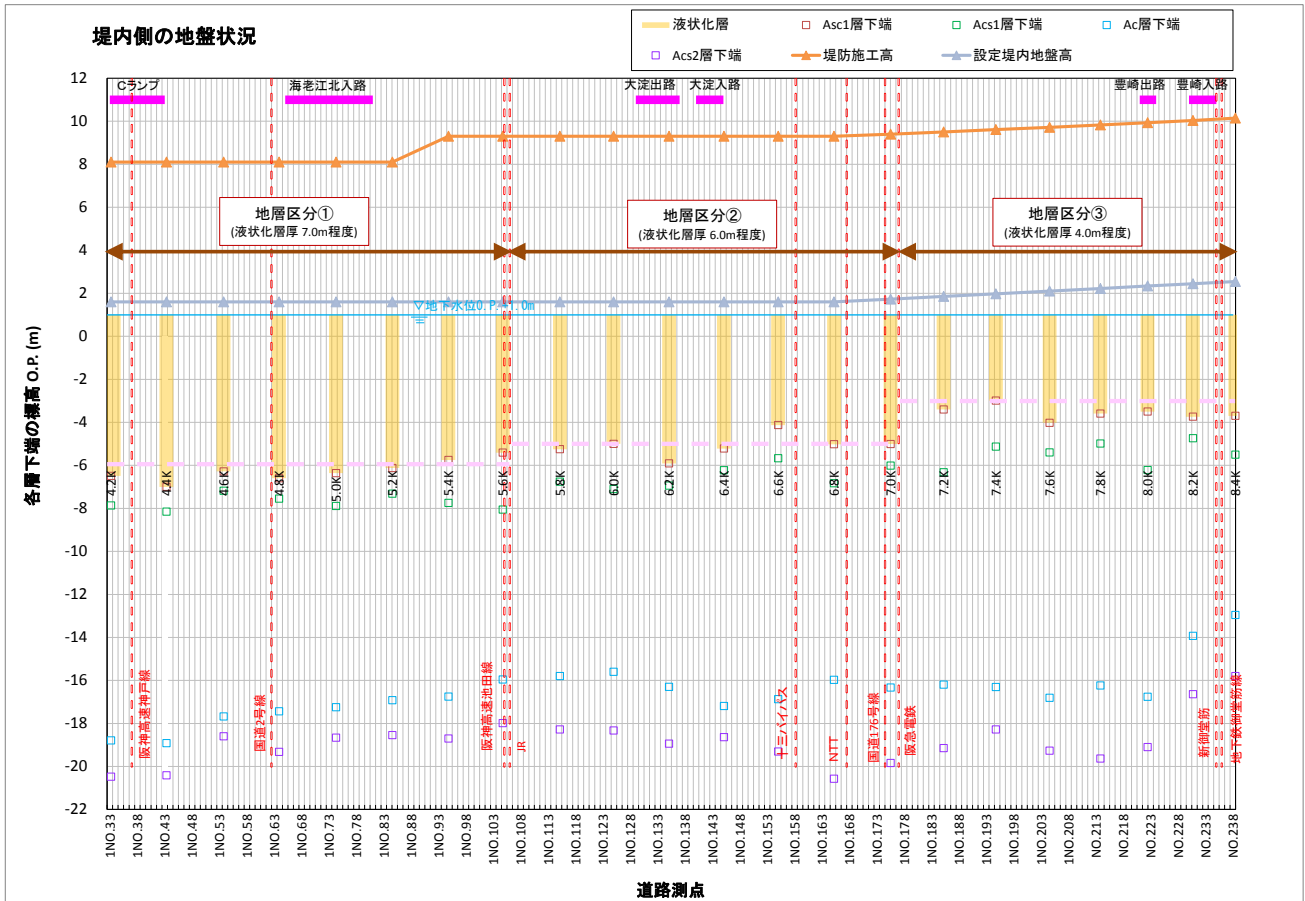 堤内側の地盤状況
液状化層
Asc1層下端
Acs1層下端
Ac層下端
Acs2層下端
堤防施工高
設定堤内地盤高
Cランプ
海老江北入路
大淀出路
大淀入路
豊崎出路
豊崎入路
地層区分①
(液状化層厚 7.0m程度)
地層区分②
(液状化層厚 6.0m程度)
地層区分③
(液状化層厚 4.0m程度)
▽地下水位O.P.+1.0m
各層下端の標高 O.P. (m)
12
10
8
6
4
2
0
-2
-4
-6
-8
-10
-12
-14
-16
-18
-20
-22
4.2K
4.4K
4.6K
4.8K
5.0K
5.2K
5.4K
5.6K
5.8K
6.0K
6.2K
6.4K
6.6K
6.8K
7.0K
7.2K
7.4K
7.6K
7.8K
8.0K
8.2K
8.4K
阪神高速神戸線
国道2号線
阪神高速池田線
JR
十三バイパス
NTT
国道176号線
阪急電鉄
新御堂筋
地下鉄御堂筋線
1NO.33
1NO.38
1NO.43
1NO.48
1NO.53
1NO.58
1NO.63
1NO.68
1NO.73
1NO.78
1NO.83
1NO.88
1NO.93
1NO.98
1NO.103
1NO.108
1NO.113
1NO.118
1NO.123
1NO.128
1NO.133
1NO.138
1NO.143
1NO.148
1NO.153
1NO.158
1NO.163
1NO.168
1NO.173
1NO.178
1NO.183
1NO.188
1NO.193
1NO.198
1NO.203
1NO.208
NO.213
NO.218
NO.223
NO.228
NO.233
NO.238
道路測点